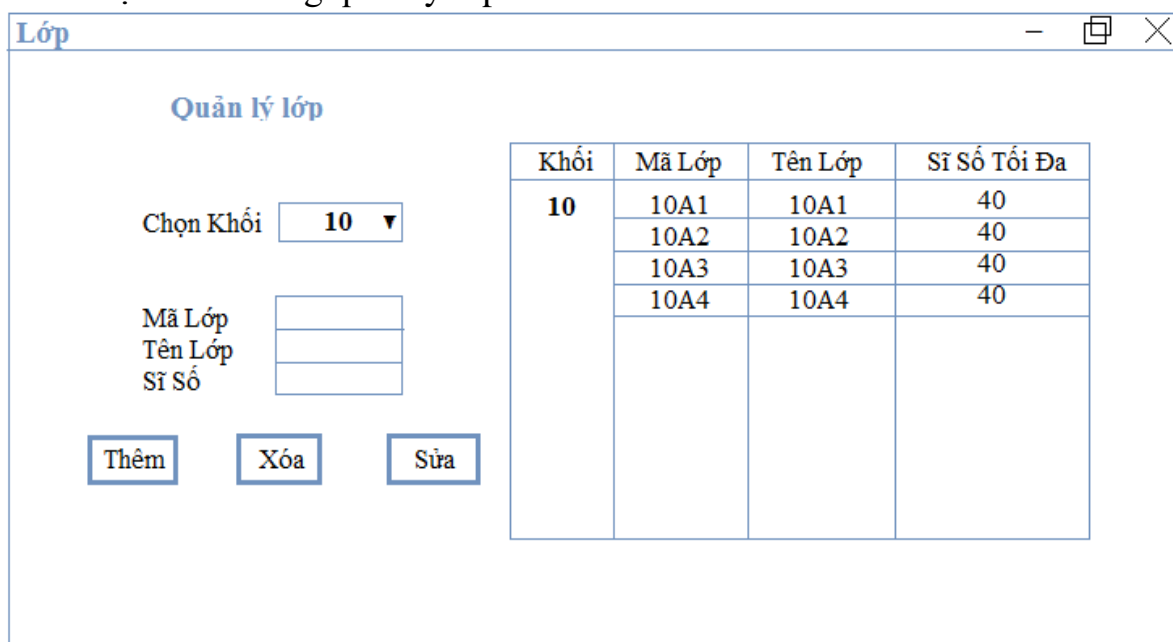 Lớp
Quản lý lớp
Khối Mã Lớp Tên Lớp Sĩ Số Tối Đa
10 10A1 10A1 40
10A2 10A2 40
10A3 10A3 40
10A4 10A4 40
Chọn Khối 10
Mã Lớp
Tên Lớp
Sĩ Số
Thêm Xóa Sửa